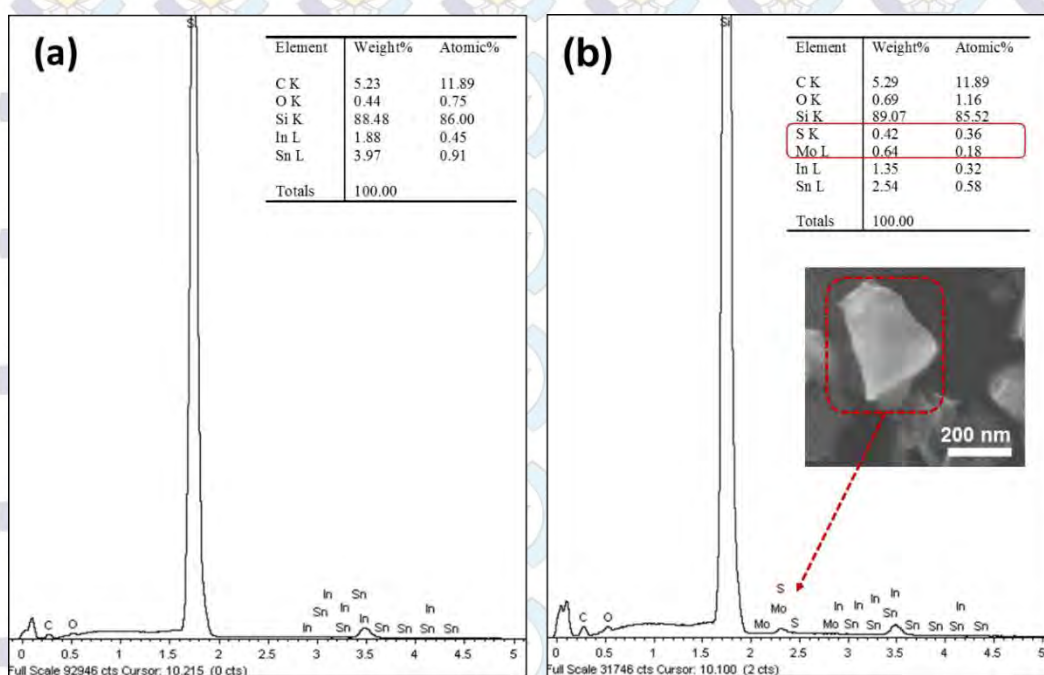 (a)
Si
Element Weight% Atomic%
C K 5.23 11.89
O K 0.44 0.75
Si K 88.48 86.00
In L 1.88 0.45
Sn L 3.97 0.91
Totals 100.00
In Sn
Sn In In In
In Sn Sn Sn Sn Sn
C O
0 0.5 1 1.5 2 2.5 3 3.5 4 4.5 5
Full Scale 92946 cts Cursor: 10.215 (0 cts)
(b)
Si
Element Weight% Atomic%
C K 5.29 11.89
O K 0.69 1.16
Si K 89.07 85.52
S K 0.42 0.36
Mo L 0.64 0.18
In L 1.35 0.32
Sn L 2.54 0.58
Totals 100.00
200 nm
S
In
Mo In In In Sn In
C O Mo S Mo Sn Sn Sn Sn Sn Sn
0 0.5 1 1.5 2 2.5 3 3.5 4 4.5 5
Full Scale 31746 cts Cursor: 10.100 (2 cts)